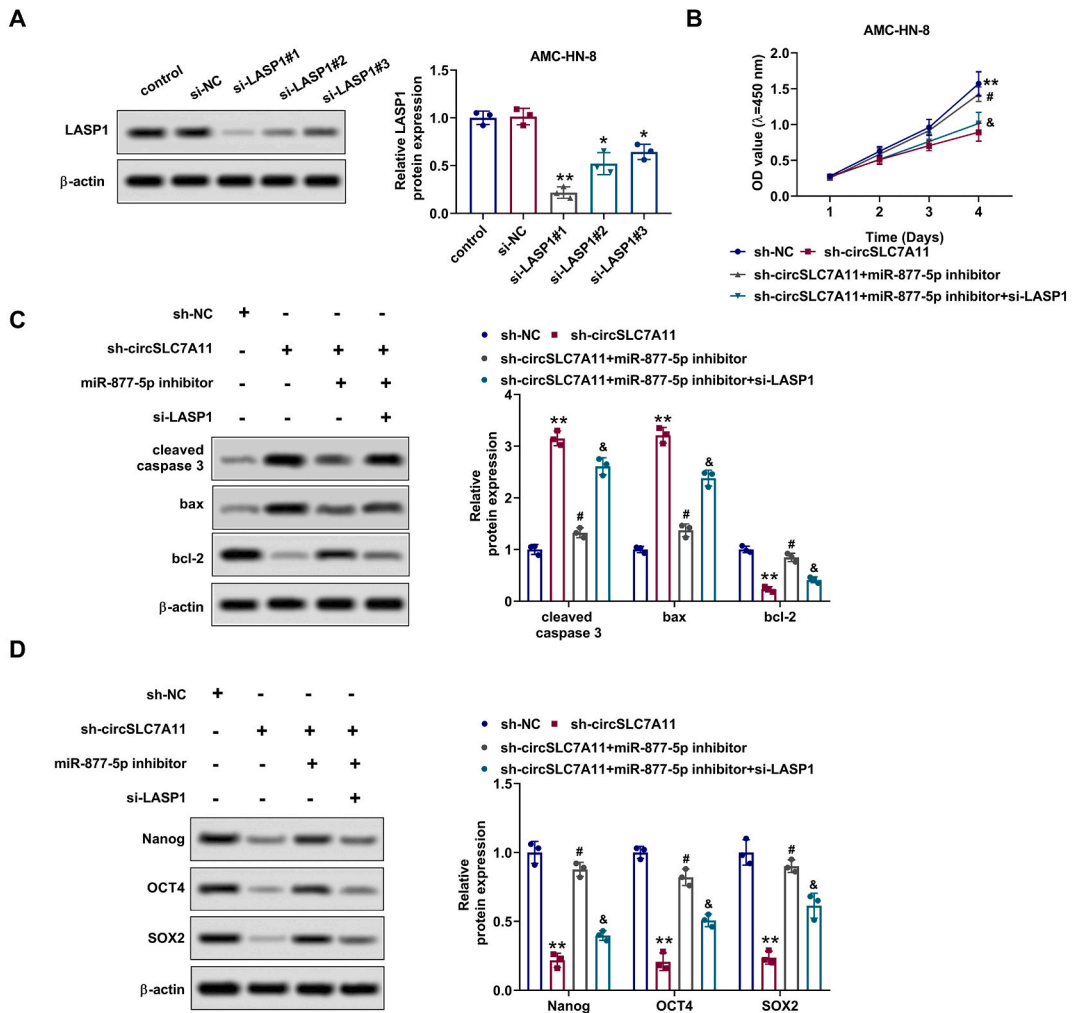 A
control
si-NC
si-LASP1#1
si-LASP1#2
si-LASP1#3
LASP1
β-actin
AMC-HN-8
Relative LASP1
protein expression
1.5
1.0
0.5
0.0
**
*
*
control
si-NC
si-LASP1#1
si-LASP1#2
si-LASP1#3
B
AMC-HN-8
OD value (λ=450 nm)
2.0
1.5
1.0
0.5
0.0
**
#
&
1 2 3 4
Time (Days)
sh-NC sh-circSLC7A11
sh-circSLC7A11+miR-877-5p inhibitor
sh-circSLC7A11+miR-877-5p inhibitor+si-LASP1
C
sh-NC + - - -
sh-circSLC7A11 - + + +
miR-877-5p inhibitor - - + +
si-LASP1 - - - +
cleaved
caspase 3
bax
bcl-2
β-actin
sh-NC sh-circSLC7A11
sh-circSLC7A11+miR-877-5p inhibitor
sh-circSLC7A11+miR-877-5p inhibitor+si-LASP1
Relative
protein expression
4
3
2
1
0
** # &
** # &
** # &
cleaved
caspase 3
bax
bcl-2
D
sh-NC + - - -
sh-circSLC7A11 - + + +
miR-877-5p inhibitor - - + +
si-LASP1 - - - +
Nanog
OCT4
SOX2
β-actin
sh-NC sh-circSLC7A11
sh-circSLC7A11+miR-877-5p inhibitor
sh-circSLC7A11+miR-877-5p inhibitor+si-LASP1
Relative
protein expression
1.5
1.0
0.5
0.0
** # &
** # &
** # &
Nanog OCT4 SOX2